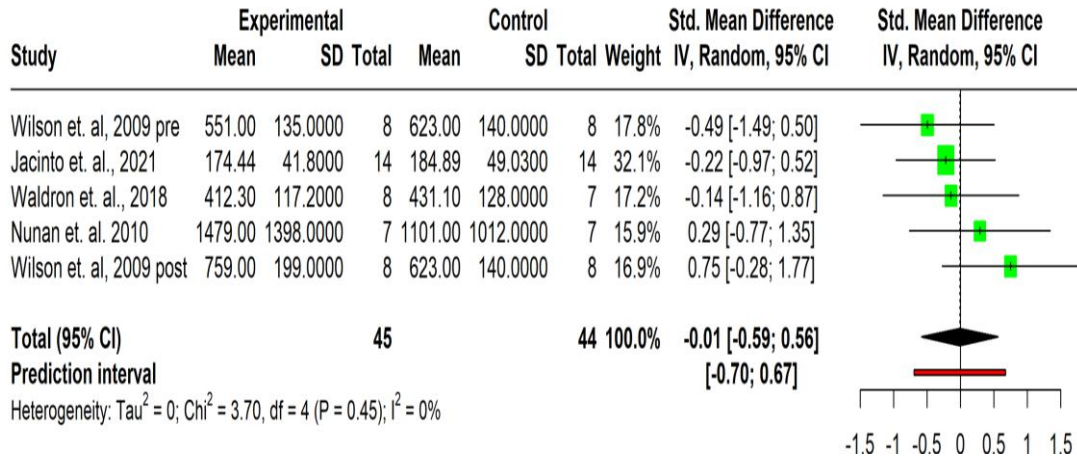 Experimental Control Std. Mean Difference Std. Mean Difference
Study Mean SD Total Mean SD Total Weight IV, Random, 95% CI IV, Random, 95% CI
Wilson et. al, 2009 pre 551.00 135.0000 8 623.00 140.0000 8 17.8% -0.49 [-1.49; 0.50]
Jacinto et. al., 2021 174.44 41.8000 14 184.89 49.0300 14 32.1% -0.22 [-0.97; 0.52]
Waldron et. al., 2018 412.30 117.2000 8 431.10 128.0000 7 17.2% -0.14 [-1.16; 0.87]
Nunan et. al. 2010 1479.00 1398.0000 7 1101.00 1012.0000 7 15.9% 0.29 [-0.77; 1.35]
Wilson et. al, 2009 post 759.00 199.0000 8 623.00 140.0000 8 16.9% 0.75 [-0.28; 1.77]
Total (95% CI) 45 44 100.0% -0.01 [-0.59; 0.56]
Prediction interval [-0.70; 0.67]
Heterogeneity: Tau² = 0; Chi² = 3.70, df = 4 (P = 0.45); I² = 0%
-1.5 -1 -0.5 0 0.5 1 1.5